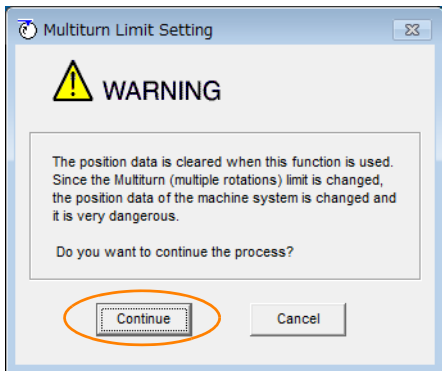 Multiturn Limit Setting
WARNING
The position data is cleared when this function is used.
Since the Multiturn (multiple rotations) limit is changed,
the position data of the machine system is changed and
it is very dangerous.
Do you want to continue the process?
Continue
Cancel